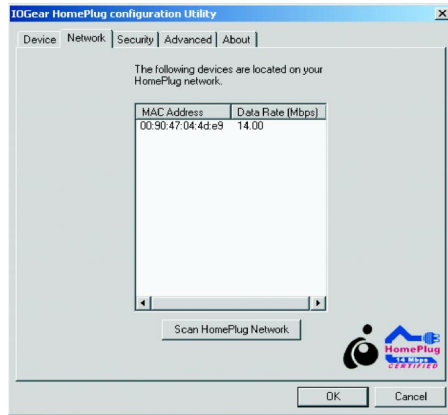 IOGear HomePlug configuration Utility
Device Network Security Advanced About
The following devices are located on your
HomePlug network.
MAC Address Data Rate (Mbps)
00:90:47:04:4d:e9 14.00
Scan HomePlug Network
HomePlug
14 Mbps
CERTIFIED
OK Cancel